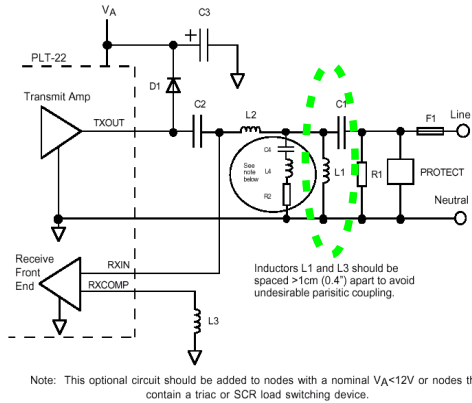 VA
C3
+
PLT-22
Transmit Amp
D1
TXOUT
C2
L2
C1
F1
Line
C4
See
note
below
L4
R2
L1
R1
PROTECT
Neutral
Receive
Front
End
RXIN
RXCOMP
L3
Inductors L1 and L3 should be
spaced >1cm (0.4") apart to avoid
undesirable parisitic coupling.
Note: This optional circuit should be added to nodes with a nominal VA<12V or nodes th
contain a triac or SCR load switching device.